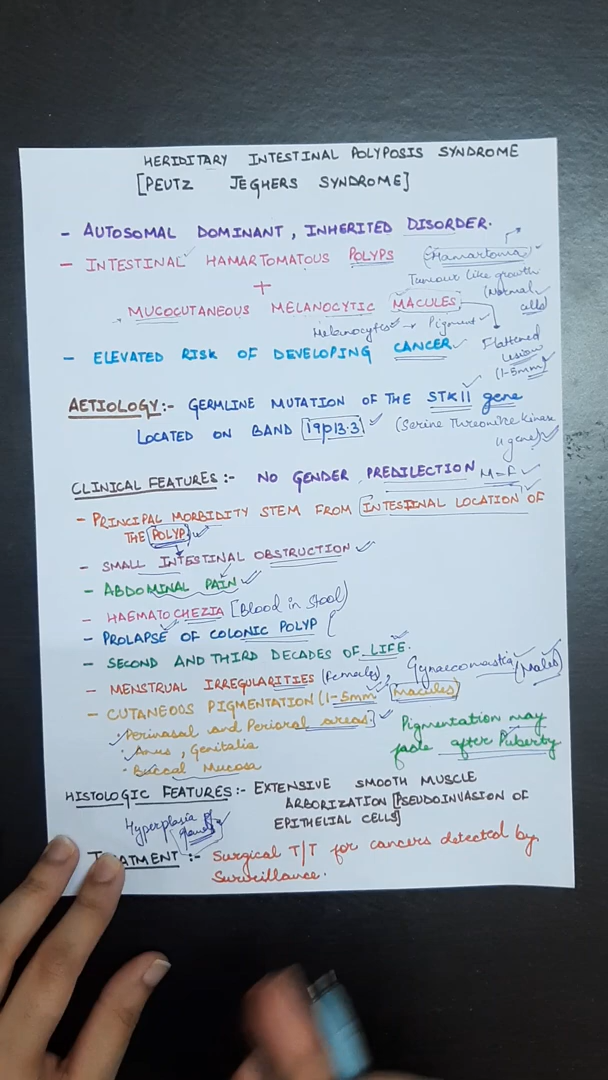 HERIDITARY INTESTINAL POLYPOSIS SYNDROME
[PEUTZ JEGHERS SYNDROME]
- AUTOSOMAL DOMINANT, INHERITED DISORDER.
- INTESTINAL HAMARTOMATOUS POLYPS (Hamartoma)
Tumour like growth
(Normal cells)
+
MUCOCUTANEOUS MELANOCYTIC MACULES
Melanocytes → Pigment
Flattened
lesion
(1-5mm)
- ELEVATED RISK OF DEVELOPING CANCER
AETIOLOGY:- GERMLINE MUTATION OF THE STK11 gene
LOCATED ON BAND 19p13.3 (Serine Threonine kinase
11 gene)
CLINICAL FEATURES:- NO GENDER PREDILECTION M=F
- PRINCIPAL MORBIDITY STEM FROM INTESTINAL LOCATION OF
THE POLYP
- SMALL INTESTINAL OBSTRUCTION
- ABDOMINAL PAIN
- HAEMATOCHEZIA [Blood in stool)
- PROLAPSE OF COLONIC POLYP
- SECOND AND THIRD DECADES OF LIFE.
- MENSTRUAL IRREGULARITIES (Females), Gynaecomastia (Males)
- CUTANEOUS PIGMENTATION (1-5mm (Macules)
Perinasal and Perioral areas.
Anus, Genitalia
Buccal Mucosa
Pigmentation may
fade after Puberty
HISTOLOGIC FEATURES:- EXTENSIVE SMOOTH MUSCLE
ARBORIZATION [PSEUDOINVASION OF
EPITHELIAL CELLS]
Hyperplasia
TREATMENT:- Surgical T/T for cancers detected by
Surveillance.